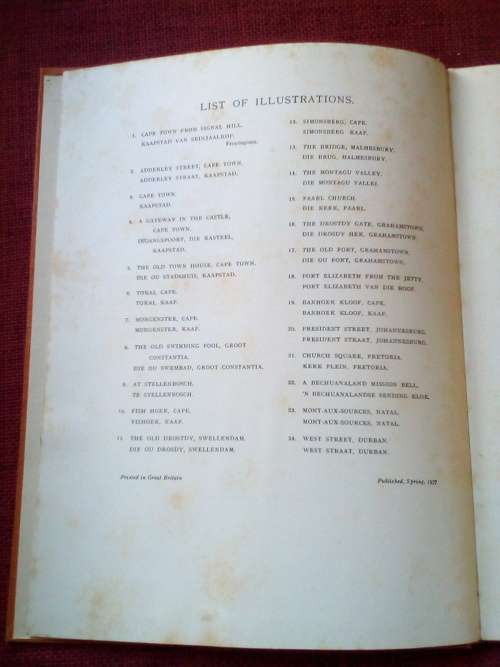 LIST OF ILLUSTRATIONS.
1. CAPE TOWN FROM SIGNAL HILL.
KAAPSTAD VAN SEINHALKOP.
Frontispiece.
2. ADDERLEY STREET, CAPE TOWN.
ADDERLEY STRAAT, KAAPSTAD.
3. CAPE TOWN.
KAAPSTAD.
4. A GATEWAY IN THE CASTLE,
CAPE TOWN.
INGANGSPOORT, DIE KASTEEL,
KAAPSTAD.
5. THE OLD TOWN HOUSE, CAPE TOWN.
DIE OU STADHUIS, KAAPSTAD.
6. TOKAI, CAPE.
TOKAI, KAAP.
7. MORGENSTER, CAPE.
MORGENSTER, KAAP.
8. THE OLD SWIMMING POOL, GROOT
CONSTANTIA.
DIE OU SWEMBAD, GROOT CONSTANTIA.
9. AT STELLENBOSCH.
TE STELLENBOSCH.
10. FISH HOEK, CAPE.
VISHOEK, KAAP.
11. THE OLD DROSTDY, SWELLENDAM.
DIE OU DROSDY, SWELLENDAM.
12. SIMONSBERG, CAPE.
SIMONSBERG KAAP.
13. THE BRIDGE, MALMESBURY.
DIE BRUG, MALMESBURY.
14. THE MONTAGU VALLEY.
DIE MONTAGU VALLEI.
15. PAARL CHURCH.
DIE KERK, PAARL.
16. THE DROSTDY GATE, GRAHAMSTOWN.
DIE DROSDY HEK, GRAHAMSTOWN.
17. THE OLD FORT, GRAHAMSTOWN.
DIE OU FORT, GRAHAMSTOWN.
18. PORT ELIZABETH FROM THE JETTY.
PORT ELIZABETH VAN DIE HOOF.
19. BANHOEK KLOOF, CAPE.
BANHOEK KLOOF, KAAP.
20. PRESIDENT STREET, JOHANNESBURG.
PRESIDENT STRAAT, JOHANNESBURG.
21. CHURCH SQUARE, PRETORIA.
KERK PLEIN, PRETORIA.
22. A BECHUANALAND MISSION BELL.
'N BECHUANALANDSE SENDING KLOK.
23. MONT-AUX-SOURCES, NATAL.
MONT-AUX-SOURCES, NATAL.
24. WEST STREET, DURBAN.
WEST STRAAT, DURBAN.
Printed in Great Britain
Published, Spring, 1927